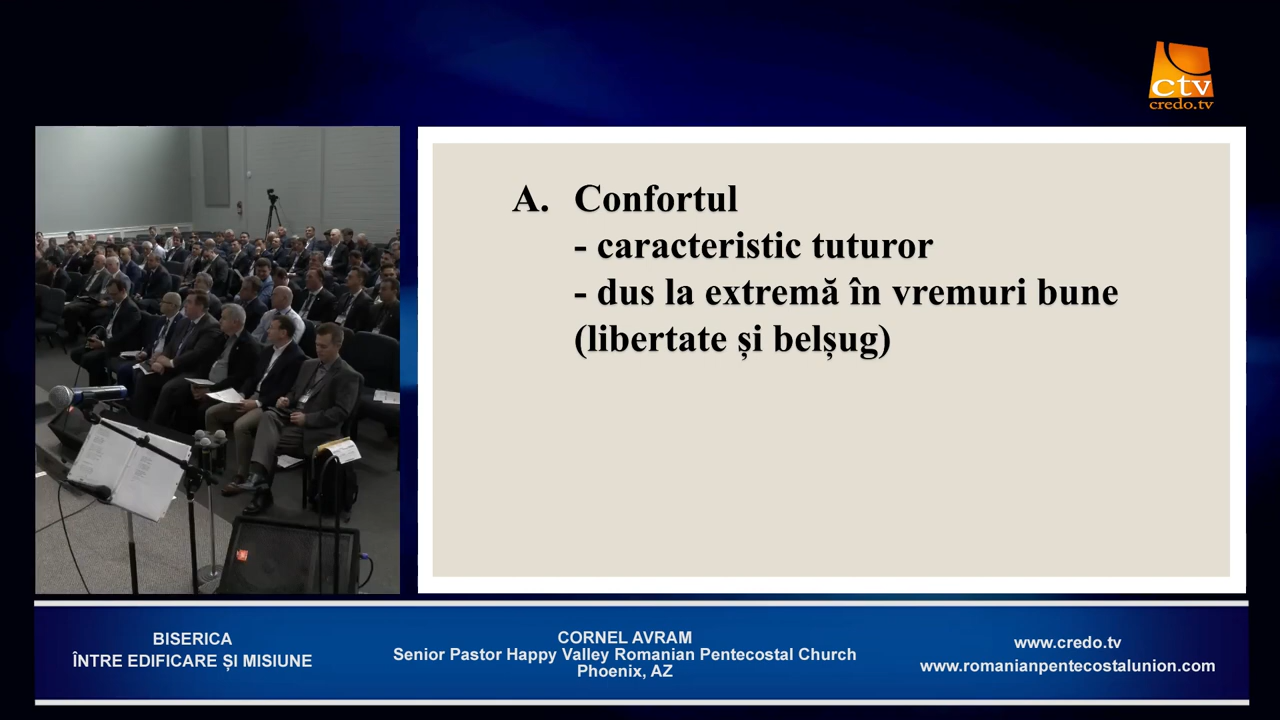 ctv
credo.tv
A. Confortul
- caracteristic tuturor
- dus la extremă în vremuri bune
(libertate și belșug)
BISERICA
ÎNTRE EDIFICARE ȘI MISIUNE
CORNEL AVRAM
Senior Pastor Happy Valley Romanian Pentecostal Church
Phoenix, AZ
www.credo.tv
www.romanianpentecostalunion.com